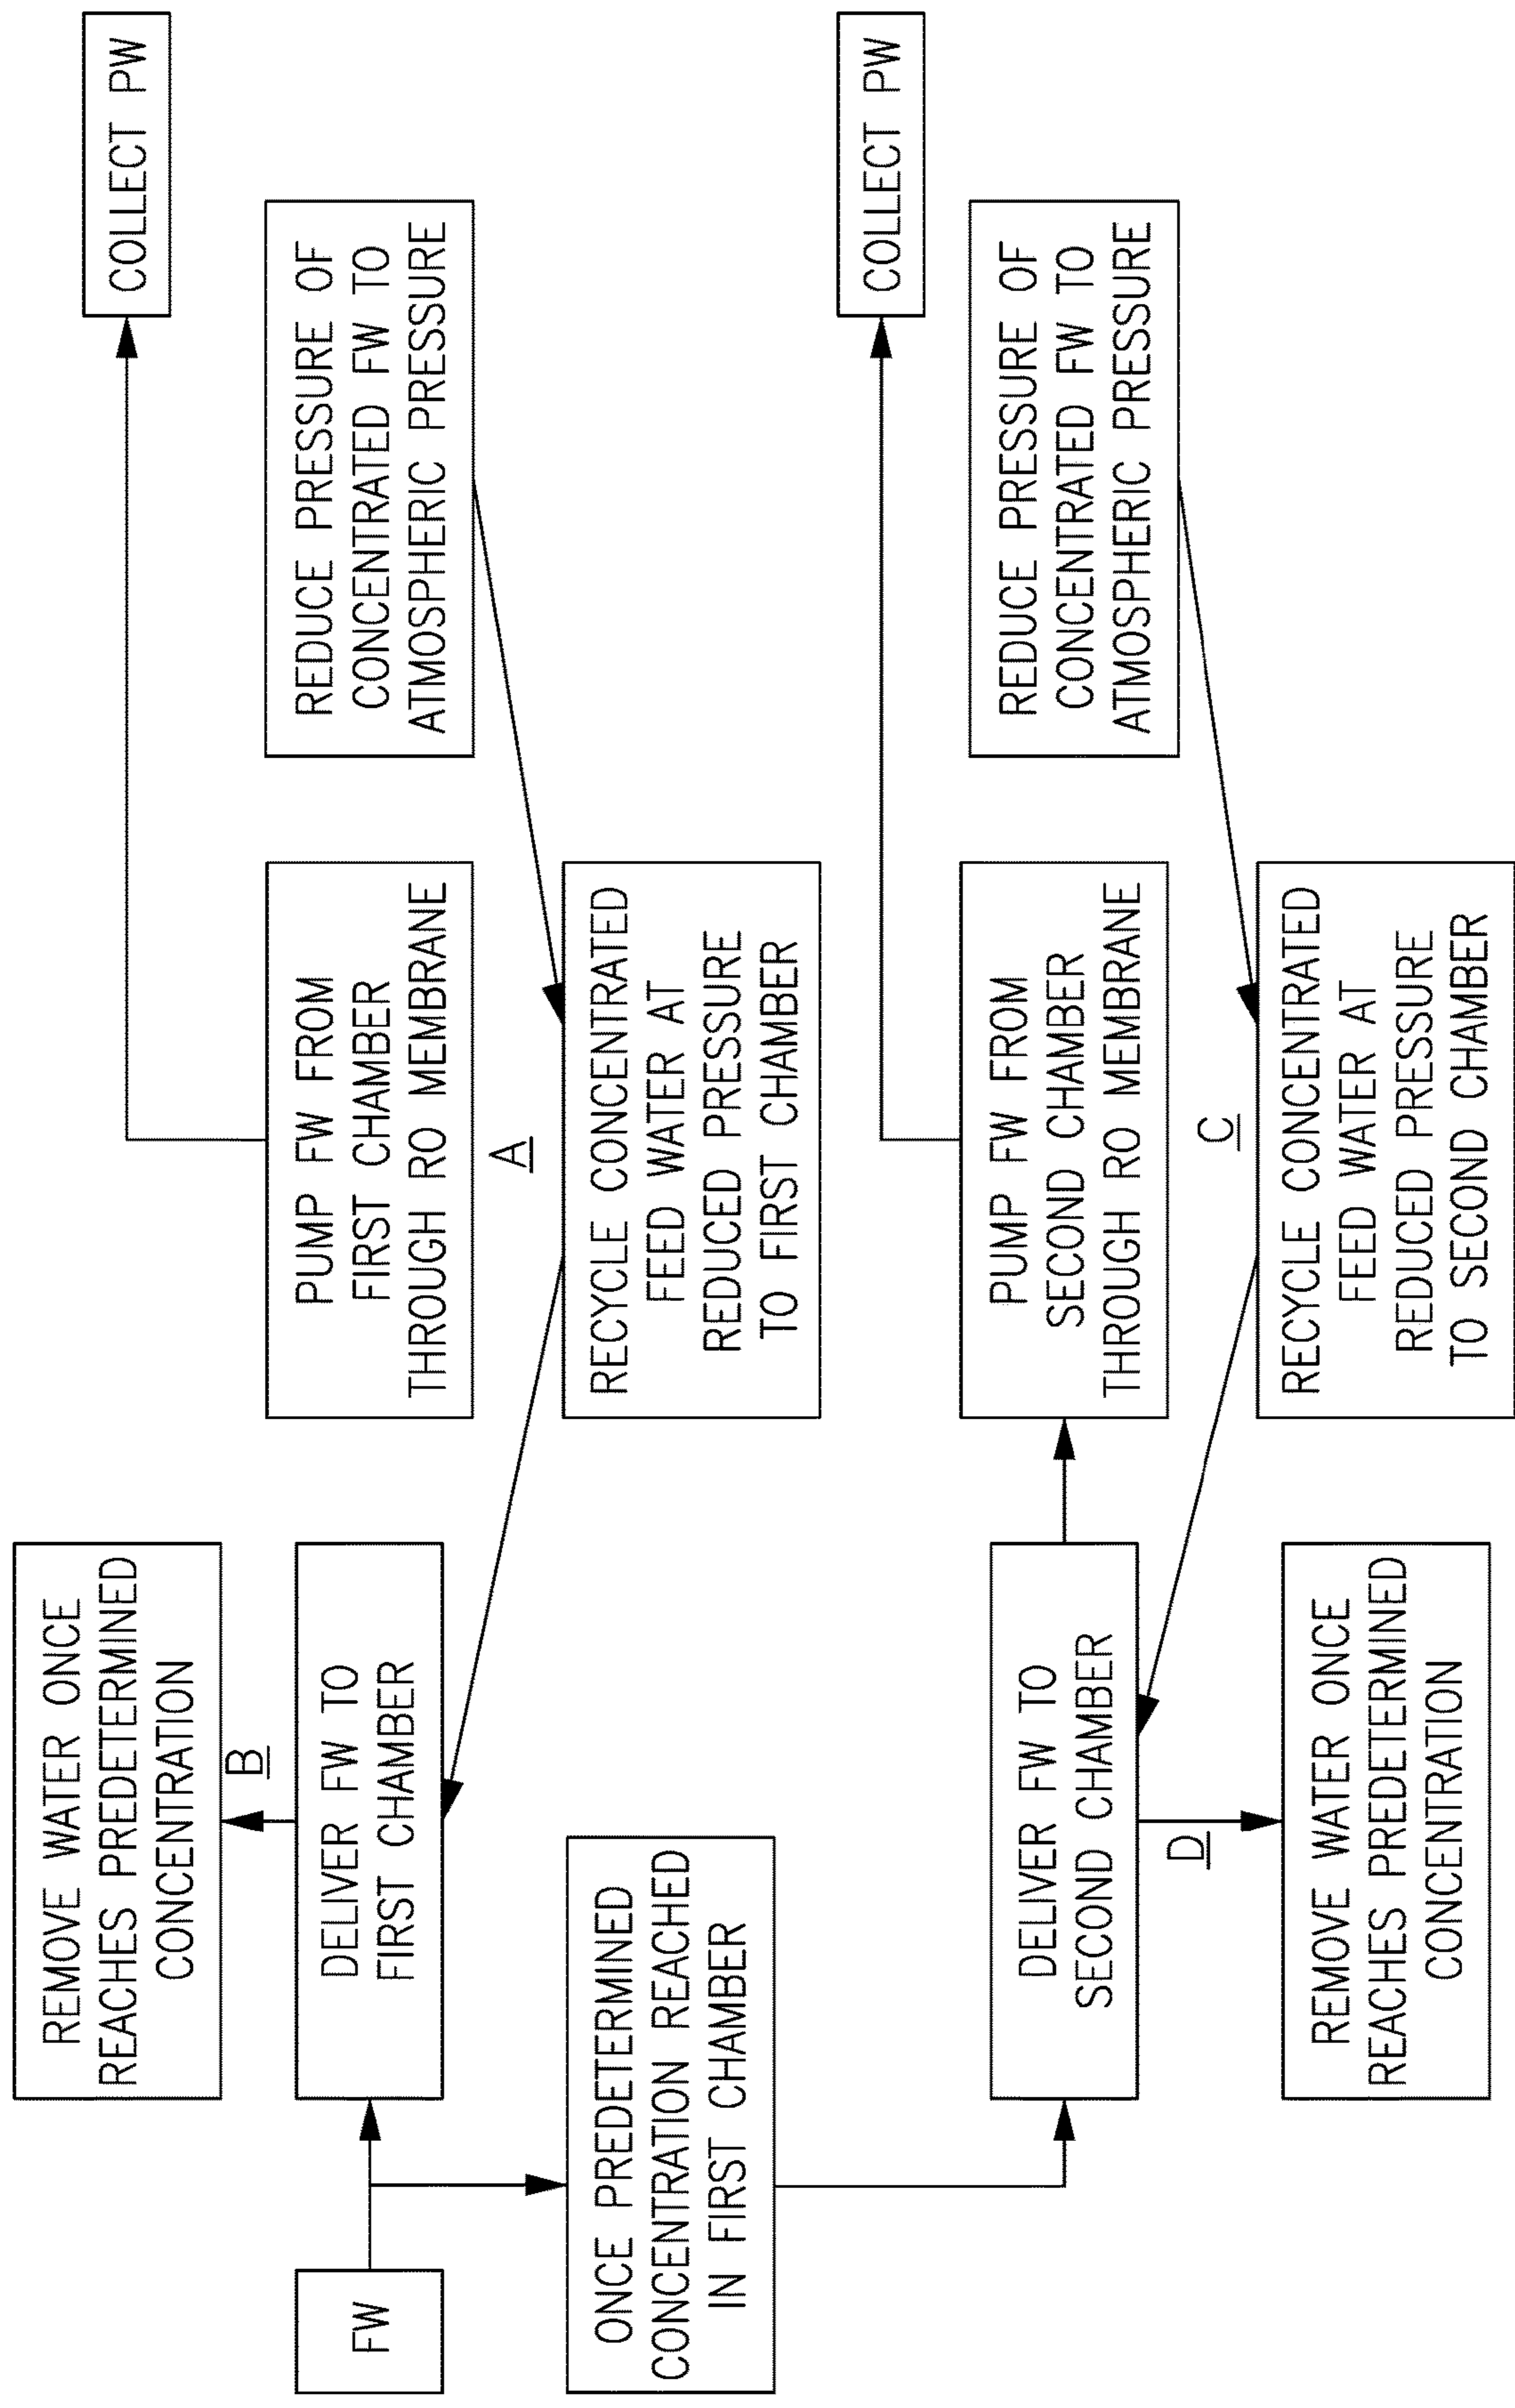 REMOVE WATER ONCE
REACHES PREDETERMINED
CONCENTRATION
B
FW
DELIVER FW TO
FIRST CHAMBER
PUMP FW FROM
FIRST CHAMBER
THROUGH RO MEMBRANE
REDUCE PRESSURE OF
CONCENTRATED FW TO
ATMOSPHERIC PRESSURE
COLLECT PW
A
ONCE PREDETERMINED
CONCENTRATION REACHED
IN FIRST CHAMBER
RECYCLE CONCENTRATED
FEED WATER AT
REDUCED PRESSURE
TO FIRST CHAMBER
DELIVER FW TO
SECOND CHAMBER
PUMP FW FROM
SECOND CHAMBER
THROUGH RO MEMBRANE
REDUCE PRESSURE OF
CONCENTRATED FW TO
ATMOSPHERIC PRESSURE
COLLECT PW
D
C
REMOVE WATER ONCE
REACHES PREDETERMINED
CONCENTRATION
RECYCLE CONCENTRATED
FEED WATER AT
REDUCED PRESSURE
TO SECOND CHAMBER